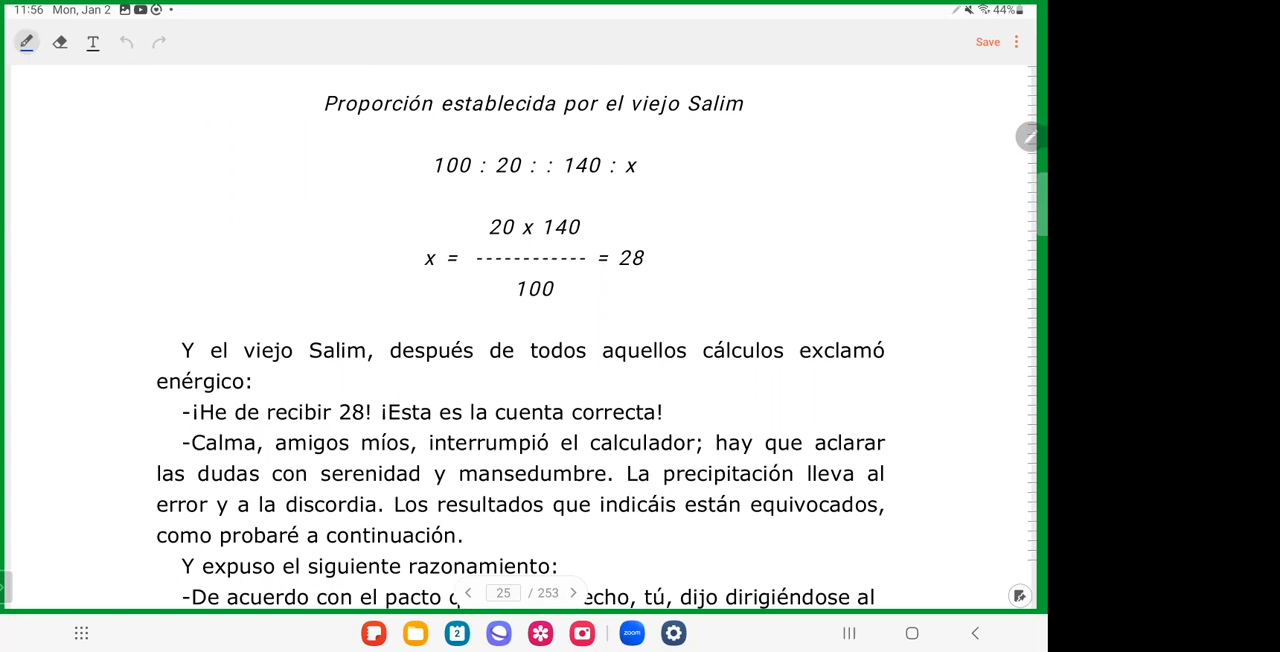 11:56 Mon, Jan 2
44%
T
Save
Proporción establecida por el viejo Salim
100 : 20 : : 140 : x
20 x 140
x = ------------ = 28
100
Y el viejo Salim, después de todos aquellos cálculos exclamó
enérgico:
-¡He de recibir 28! ¡Esta es la cuenta correcta!
-Calma, amigos míos, interrumpió el calculador; hay que aclarar
las dudas con serenidad y mansedumbre. La precipitación lleva al
error y a la discordia. Los resultados que indicáis están equivocados,
como probaré a continuación.
Y expuso el siguiente razonamiento:
-De acuerdo con el pacto echo, tú, dijo dirigiéndose al
25 / 253
2
zoom